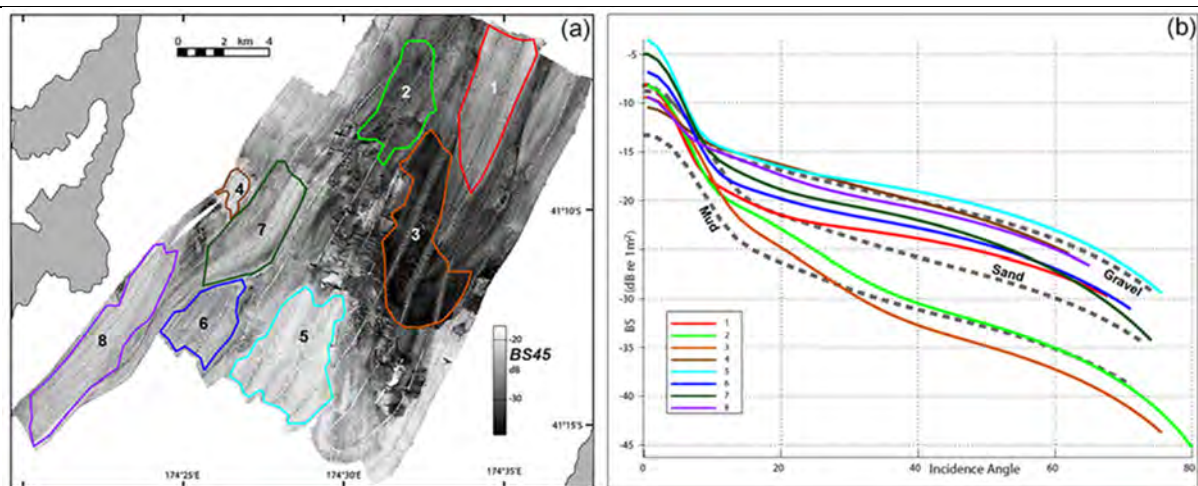 (a)
0 2 km 4
1
2
3
4
5
6
7
8
-20
BS45
dB
-30
41°10'S
41°15'S
174°25'E
174°30'E
174°35'E
(b)
-5
-10
-15
-20
-25
-30
-35
-40
-45
BS (dB re 1m²)
Mud
Sand
Gravel
1
2
3
4
5
6
7
8
0 20 40 60 80
Incidence Angle